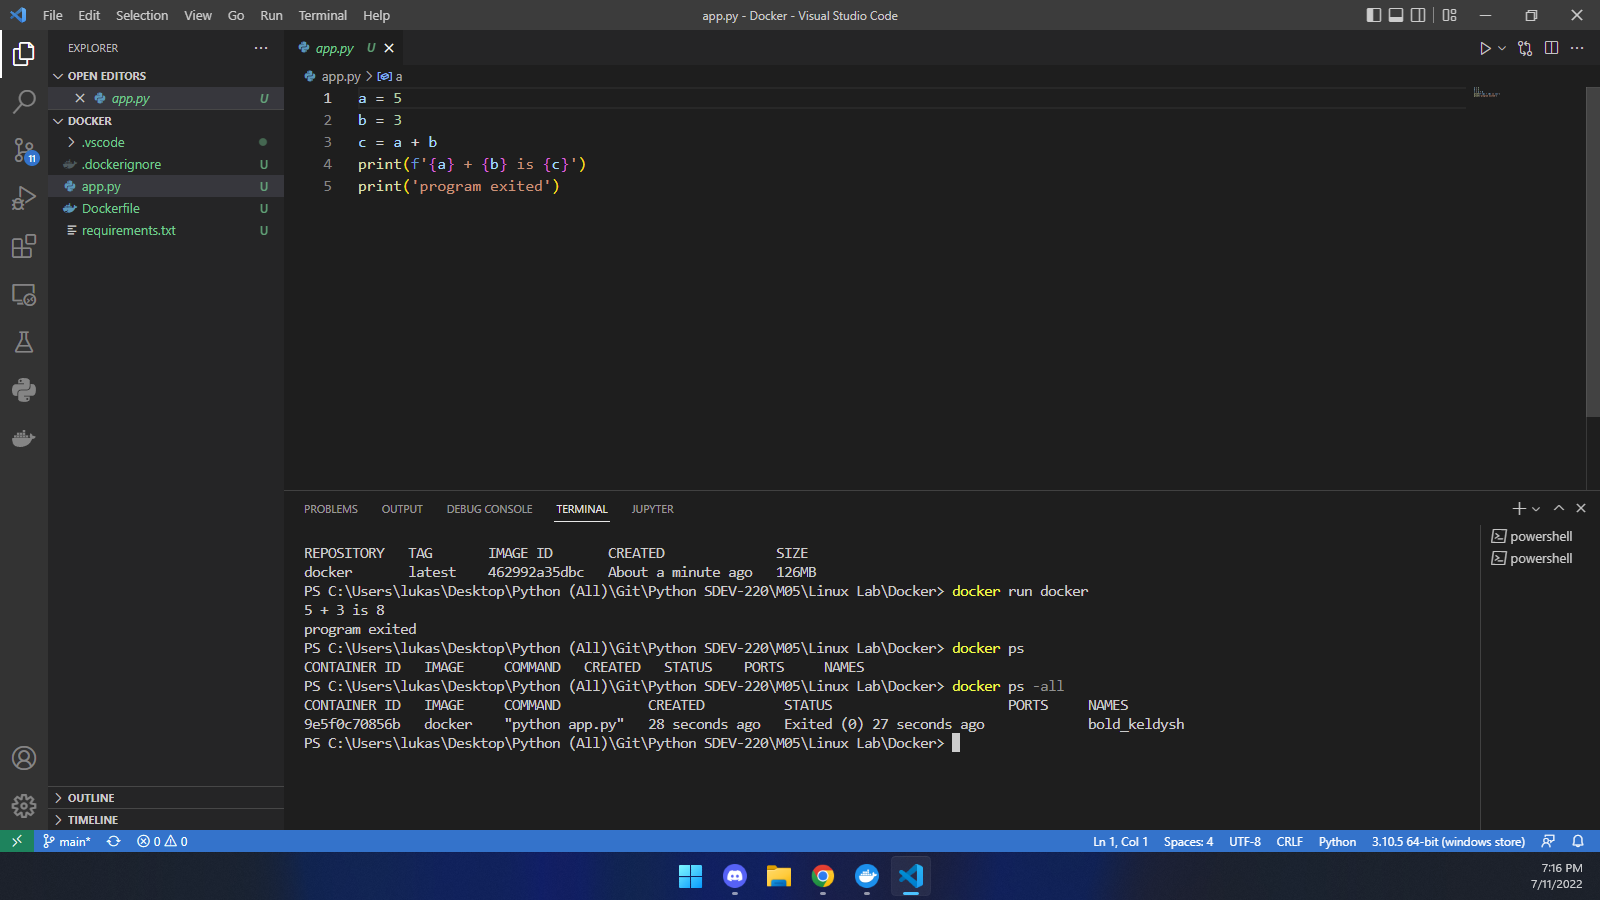 File Edit Selection View Go Run Terminal Help
app.py - Docker - Visual Studio Code
EXPLORER
OPEN EDITORS
app.py U
DOCKER
.vscode
.dockerignore U
app.py U
Dockerfile U
requirements.txt U
OUTLINE
TIMELINE
11
app.py U
app.py > a
1 a = 5
2 b = 3
3 c = a + b
4 print(f'{a} + {b} is {c}')
5 print('program exited')
PROBLEMS OUTPUT DEBUG CONSOLE TERMINAL JUPYTER
powershell
powershell
REPOSITORY TAG IMAGE ID CREATED SIZE
docker latest 462992a35dbc About a minute ago 126MB
PS C:\Users\lukas\Desktop\Python (All)\Git\Python SDEV-220\M05\Linux Lab\Docker> docker run docker
5 + 3 is 8
program exited
PS C:\Users\lukas\Desktop\Python (All)\Git\Python SDEV-220\M05\Linux Lab\Docker> docker ps
CONTAINER ID IMAGE COMMAND CREATED STATUS PORTS NAMES
PS C:\Users\lukas\Desktop\Python (All)\Git\Python SDEV-220\M05\Linux Lab\Docker> docker ps -all
CONTAINER ID IMAGE COMMAND CREATED STATUS PORTS NAMES
9e5f0c70856b docker "python app.py" 28 seconds ago Exited (0) 27 seconds ago bold_keldysh
PS C:\Users\lukas\Desktop\Python (All)\Git\Python SDEV-220\M05\Linux Lab\Docker>
main* 0 0 Ln 1, Col 1 Spaces: 4 UTF-8 CRLF Python 3.10.5 64-bit (windows store)
7:16 PM
7/11/2022